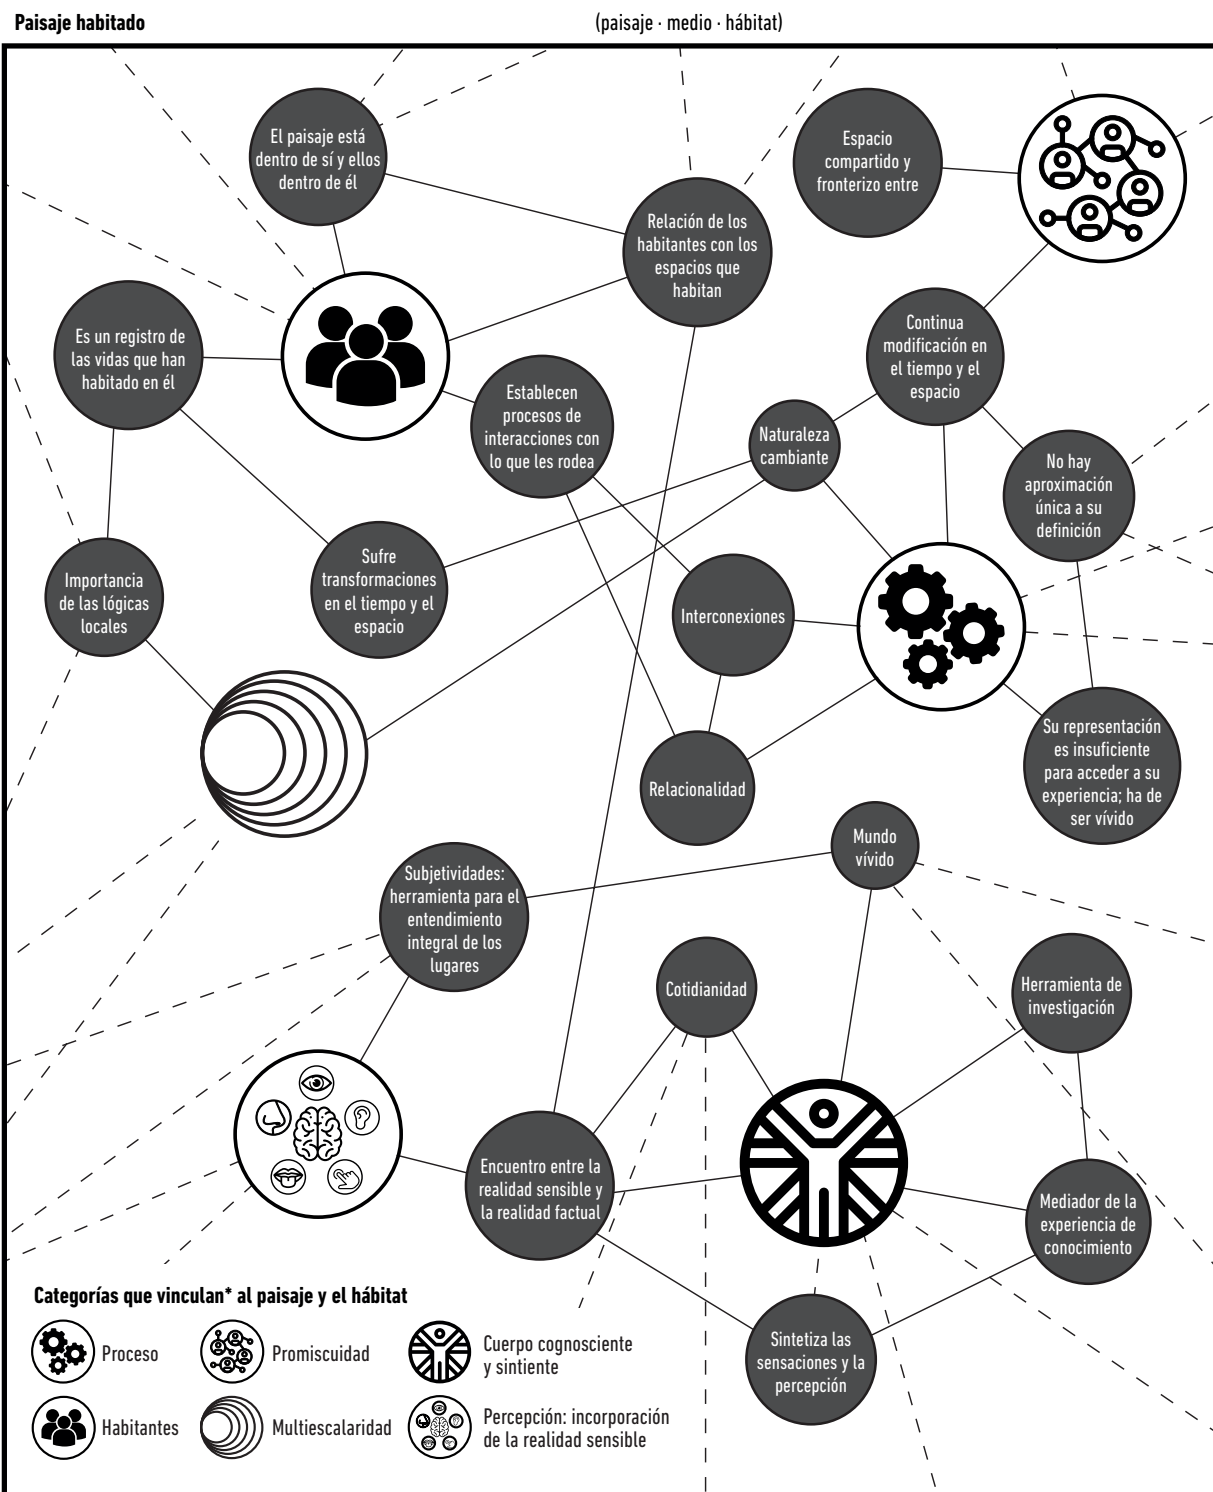 Paisaje habitado
(paisaje · medio · hábitat)
El paisaje está
dentro de sí y ellos
dentro de él
Espacio
compartido y
fronterizo entre
Relación de los
habitantes con los
espacios que
habitan
Es un registro de
las vidas que han
habitado en él
Continua
modificación en
el tiempo y el
espacio
Establecen
procesos de
interacciones con
lo que les rodea
Naturaleza
cambiante
No hay
aproximación
única a su
definición
Importancia
de las lógicas
locales
Sufre
transformaciones
en el tiempo y el
espacio
Interconexiones
Su representación
es insuficiente
para acceder a su
experiencia; ha de
ser vívido
Relacionalidad
Mundo
vívido
Subjetividades:
herramienta para el
entendimiento
integral de los
lugares
Cotidianidad
Herramienta de
investigación
Encuentro entre la
realidad sensible y
la realidad factual
Mediador de la
experiencia de
conocimiento
Sintetiza las
sensaciones y la
percepción
Categorías que vinculan* al paisaje y el hábitat
Proceso
Promiscuidad
Cuerpo cognosciente
y sintiente
Habitantes
Multiescalaridad
Percepción: incorporación
de la realidad sensible